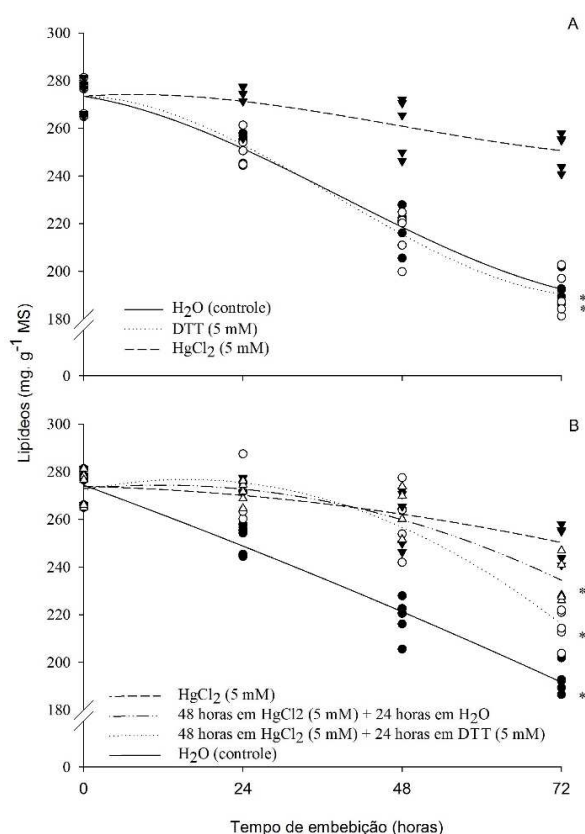 A
300
280
260
240
220
200
180
0
H₂O (controle)
DTT (5 mM)
HgCl₂ (5 mM)
*
*
Lipídeos (mg. g⁻¹ MS)
B
300
280
260
240
220
200
180
0
HgCl₂ (5 mM)
48 horas em HgCl2 (5 mM) + 24 horas em H₂O
48 horas em HgCl₂ (5 mM) + 24 horas em DTT (5 mM)
H₂O (controle)
*
*
*
0 24 48 72
Tempo de embebição (horas)